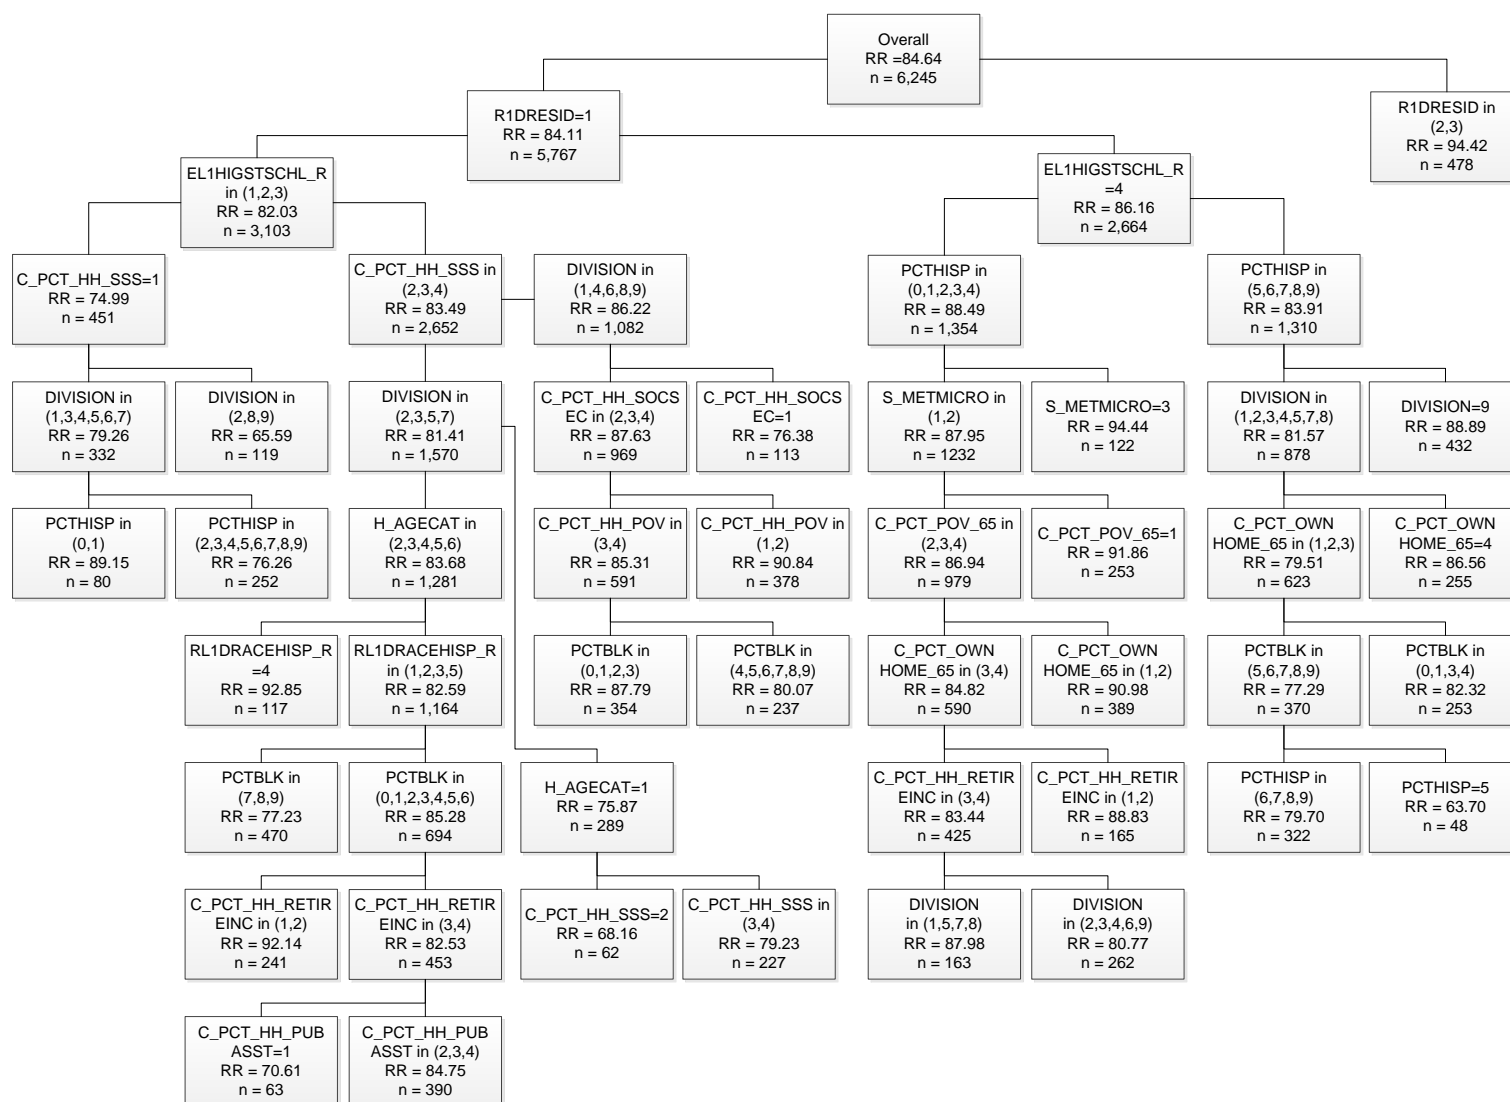 Overall
RR =84.64
n = 6,245
R1DRESID=1
RR = 84.11
n = 5,767
R1DRESID in
(2,3)
RR = 94.42
n = 478
EL1HIGSTSCHL_R
in (1,2,3)
RR = 82.03
n = 3,103
EL1HIGSTSCHL_R
=4
RR = 86.16
n = 2,664
C_PCT_HH_SSS=1
RR = 74.99
n = 451
C_PCT_HH_SSS in
(2,3,4)
RR = 83.49
n = 2,652
DIVISION in
(1,4,6,8,9)
RR = 86.22
n = 1,082
PCTHISP in
(0,1,2,3,4)
RR = 88.49
n = 1,354
PCTHISP in
(5,6,7,8,9)
RR = 83.91
n = 1,310
DIVISION in
(1,3,4,5,6,7)
RR = 79.26
n = 332
DIVISION in
(2,8,9)
RR = 65.59
n = 119
DIVISION in
(2,3,5,7)
RR = 81.41
n = 1,570
C_PCT_HH_SOCS
EC in (2,3,4)
RR = 87.63
n = 969
C_PCT_HH_SOCS
EC=1
RR = 76.38
n = 113
S_METMICRO in
(1,2)
RR = 87.95
n = 1232
S_METMICRO=3
RR = 94.44
n = 122
DIVISION in
(1,2,3,4,5,7,8)
RR = 81.57
n = 878
DIVISION=9
RR = 88.89
n = 432
PCTHISP in
(0,1)
RR = 89.15
n = 80
PCTHISP in
(2,3,4,5,6,7,8,9)
RR = 76.26
n = 252
H_AGECAT in
(2,3,4,5,6)
RR = 83.68
n = 1,281
C_PCT_HH_POV in
(3,4)
RR = 85.31
n = 591
C_PCT_HH_POV in
(1,2)
RR = 90.84
n = 378
C_PCT_POV_65 in
(2,3,4)
RR = 86.94
n = 979
C_PCT_POV_65=1
RR = 91.86
n = 253
C_PCT_OWN
HOME_65 in (1,2,3)
RR = 79.51
n = 623
C_PCT_OWN
HOME_65=4
RR = 86.56
n = 255
RL1DRACEHISP_R
=4
RR = 92.85
n = 117
RL1DRACEHISP_R
in (1,2,3,5)
RR = 82.59
n = 1,164
PCTBLK in
(0,1,2,3)
RR = 87.79
n = 354
PCTBLK in
(4,5,6,7,8,9)
RR = 80.07
n = 237
C_PCT_OWN
HOME_65 in (3,4)
RR = 84.82
n = 590
C_PCT_OWN
HOME_65 in (1,2)
RR = 90.98
n = 389
PCTBLK in
(5,6,7,8,9)
RR = 77.29
n = 370
PCTBLK in
(0,1,3,4)
RR = 82.32
n = 253
PCTBLK in
(7,8,9)
RR = 77.23
n = 470
PCTBLK in
(0,1,2,3,4,5,6)
RR = 85.28
n = 694
H_AGECAT=1
RR = 75.87
n = 289
C_PCT_HH_RETIR
EINC in (3,4)
RR = 83.44
n = 425
C_PCT_HH_RETIR
EINC in (1,2)
RR = 88.83
n = 165
PCTHISP in
(6,7,8,9)
RR = 79.70
n = 322
PCTHISP=5
RR = 63.70
n = 48
C_PCT_HH_RETIR
EINC in (1,2)
RR = 92.14
n = 241
C_PCT_HH_RETIR
EINC in (3,4)
RR = 82.53
n = 453
C_PCT_HH_SSS=2
RR = 68.16
n = 62
C_PCT_HH_SSS in
(3,4)
RR = 79.23
n = 227
DIVISION
in (1,5,7,8)
RR = 87.98
n = 163
DIVISION
in (2,3,4,6,9)
RR = 80.77
n = 262
C_PCT_HH_PUB
ASST=1
RR = 70.61
n = 63
C_PCT_HH_PUB
ASST in (2,3,4)
RR = 84.75
n = 390